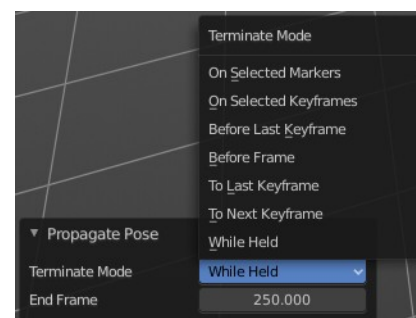 Terminate Mode
On Selected Markers
On Selected Keyframes
Before Last Keyframe
Before Frame
To Last Keyframe
To Next Keyframe
While Held
Propagate Pose
Terminate Mode While Held
End Frame 250.000